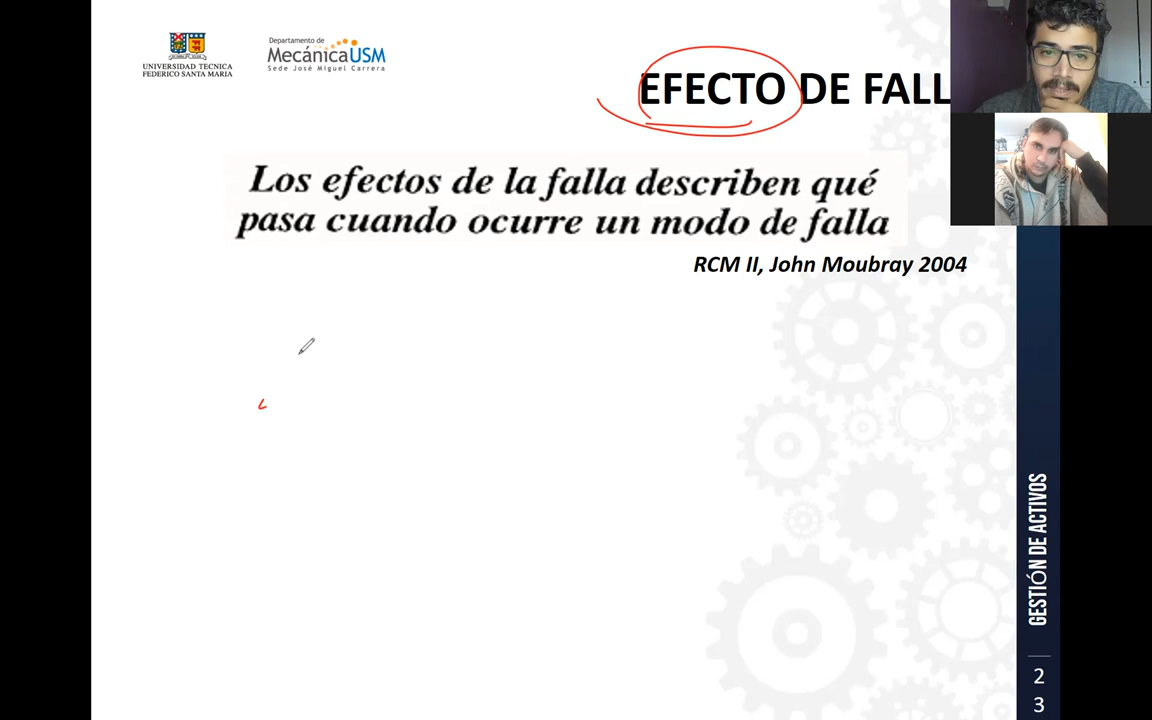 UNIVERSIDAD TECNICA
FEDERICO SANTA MARIA
Departamento de
MecánicaUSM
Sede José Miguel Carrera
EFECTO DE FALL
Los efectos de la falla describen qué
pasa cuando ocurre un modo de falla
RCM II, John Moubray 2004
GESTIÓN DE ACTIVOS
2
3